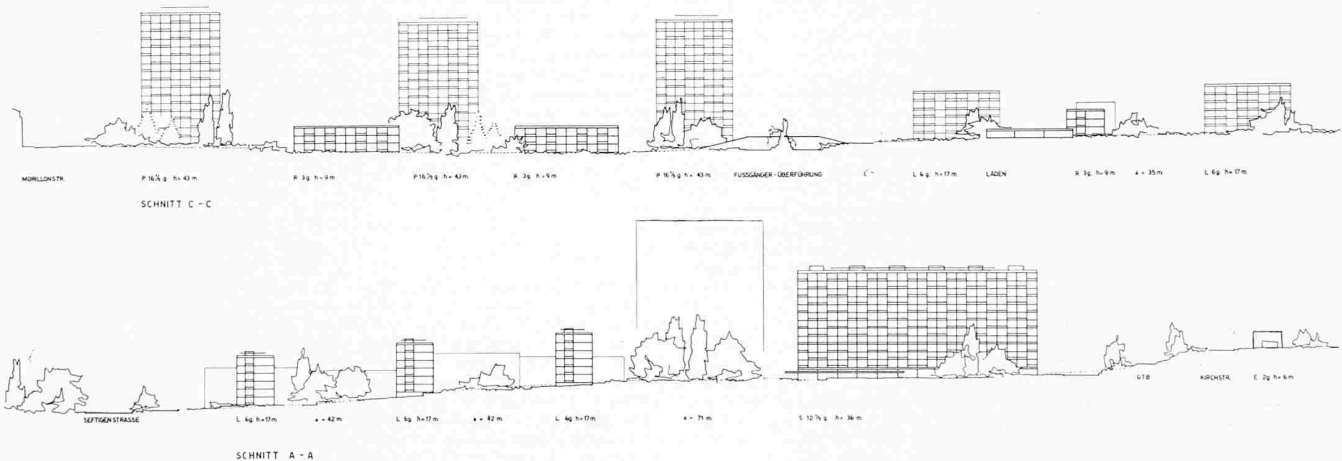 MORILLONSTR. P 16½ g h= 43 m R 3g h= 9 m P 16½ g h= 43 m R 3g h= 9 m P 16½ g h= 43 m FUSSGÄNGER-ÜBERFÜHRUNG L 6 g h= 17 m LÄDEN R 3g h= 9 m a = 35 m L 6g h= 17 m
SCHNITT C - C
SEFTIGENSTRASSE L 6g h= 17 m a = 42 m L 6g h= 17 m a = 42 m L 6g h= 17 m a = 71 m S 12½ g h= 36 m GTB KIRCHSTR. E 2g h= 6 m
SCHNITT A - A